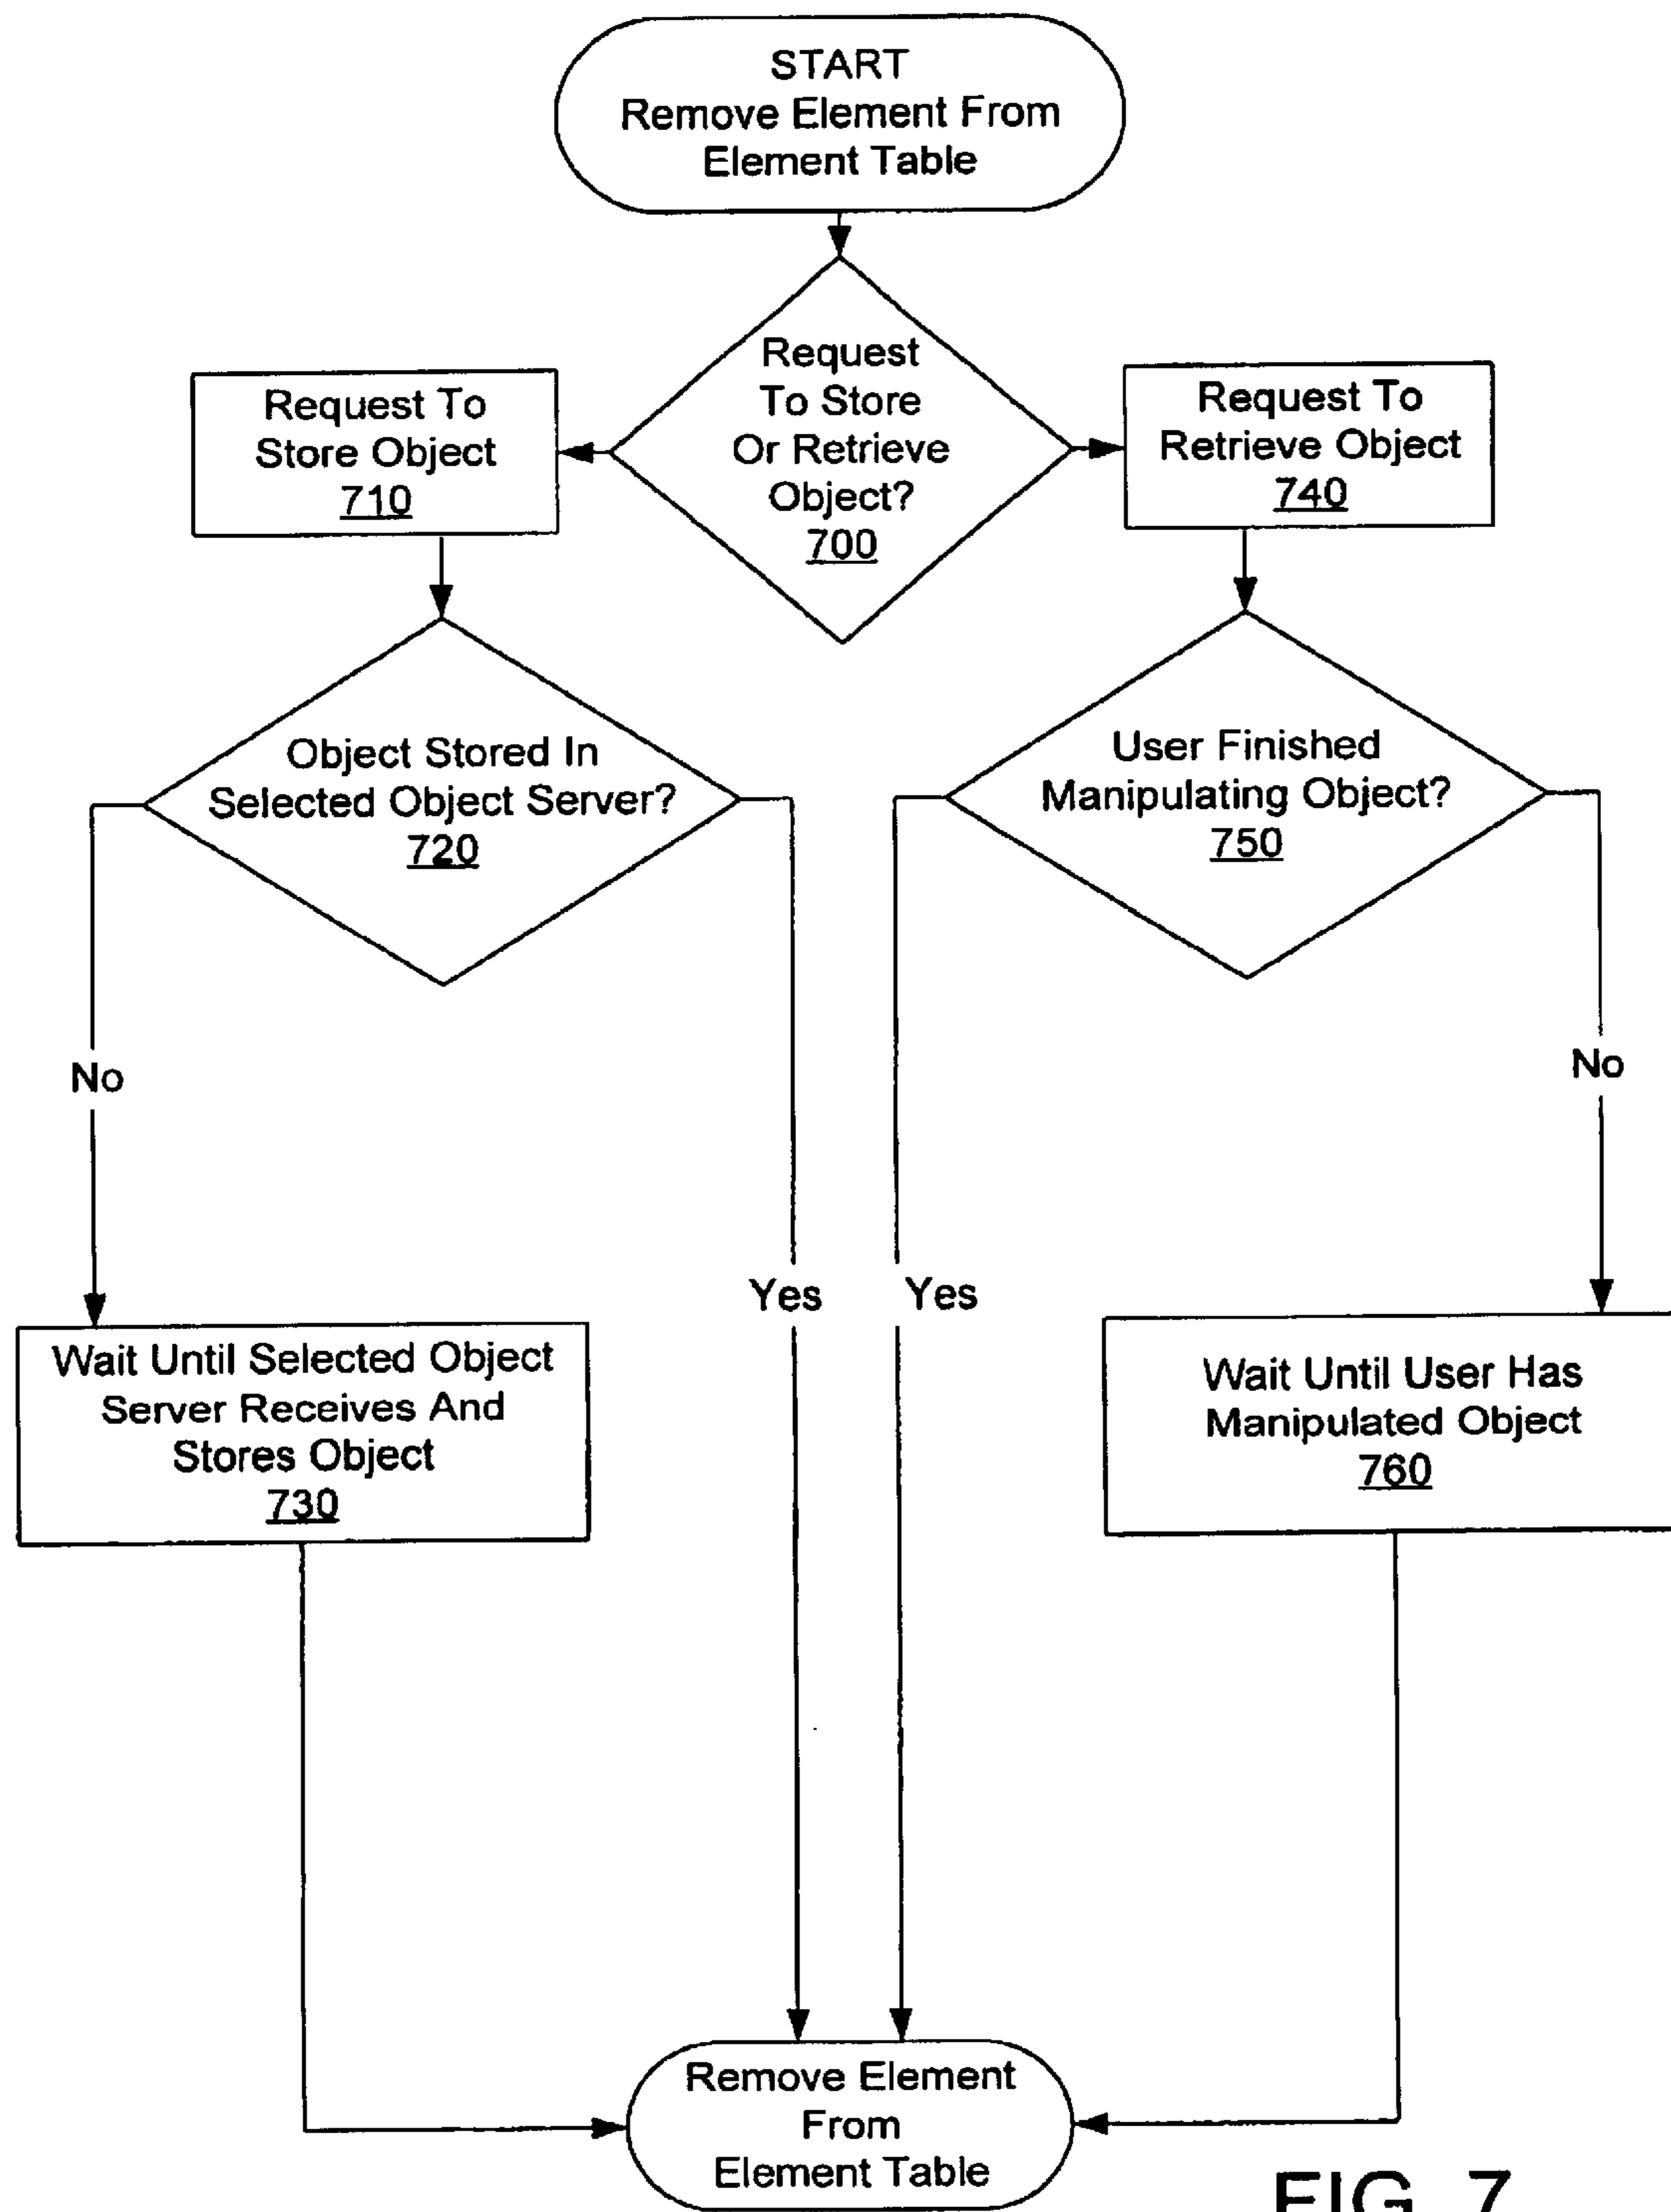 START
Remove Element From
Element Table
Request
To Store
Or Retrieve
Object?
700
Request To
Store Object
710
Request To
Retrieve Object
740
Object Stored In
Selected Object Server?
720
User Finished
Manipulating Object?
750
No
No
Yes
Yes
Wait Until Selected Object
Server Receives And
Stores Object
730
Wait Until User Has
Manipulated Object
760
Remove Element
From
Element Table
FIG. 7